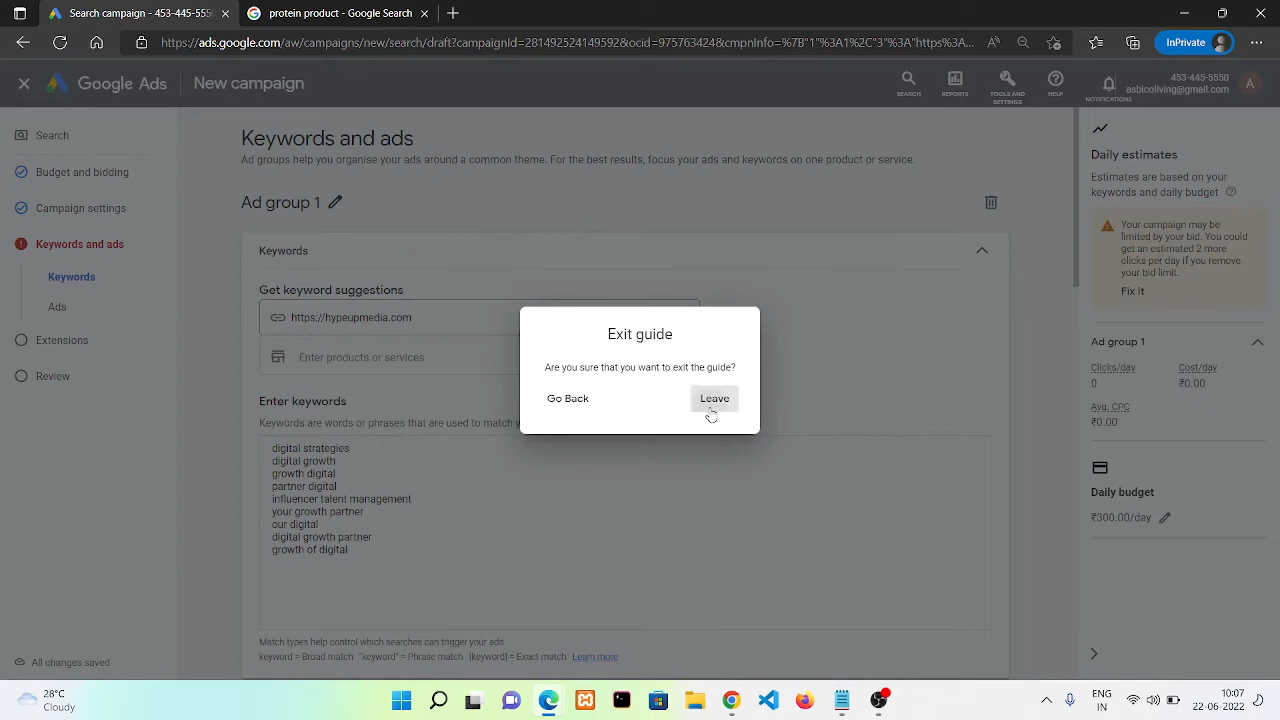 Search campaign - 453-445-5550
protein product - Google Search
https://ads.google.com/aw/campaigns/new/search/draft?campaignId=281492524149592&ocid=9757634248&cmpnInfo=%7B"1"%3A1%2C"3"%3A"https%3A...
InPrivate
Google Ads
New campaign
SEARCH
REPORTS
TOOLS AND SETTINGS
HELP
NOTIFICATIONS
453-445-5550
asbicoliving@gmail.com
A
Search
Budget and bidding
Campaign settings
Keywords and ads
Keywords
Ads
Extensions
Review
All changes saved
Keywords and ads
Ad groups help you organise your ads around a common theme. For the best results, focus your ads and keywords on one product or service.
Ad group 1
Keywords
Get keyword suggestions
https://hypeupmedia.com
Enter products or services
Enter keywords
Keywords are words or phrases that are used to match y
digital strategies
digital growth
growth digital
partner digital
influencer talent management
your growth partner
our digital
digital growth partner
growth of digital
Match types help control which searches can trigger your ads
keyword = Broad match "keyword" = Phrase match [keyword] = Exact match Learn more
Exit guide
Are you sure that you want to exit the guide?
Go Back
Leave
Daily estimates
Estimates are based on your
keywords and daily budget
Your campaign may be
limited by your bid. You could
get an estimated 2 more
clicks per day if you remove
your bid limit.
Fix It
Ad group 1
Clicks/day
Cost/day
0
₹0.00
Avg. CPC
₹0.00
Daily budget
₹300.00/day
28°C
Cloudy
ENG
IN
10:07
22-06-2022